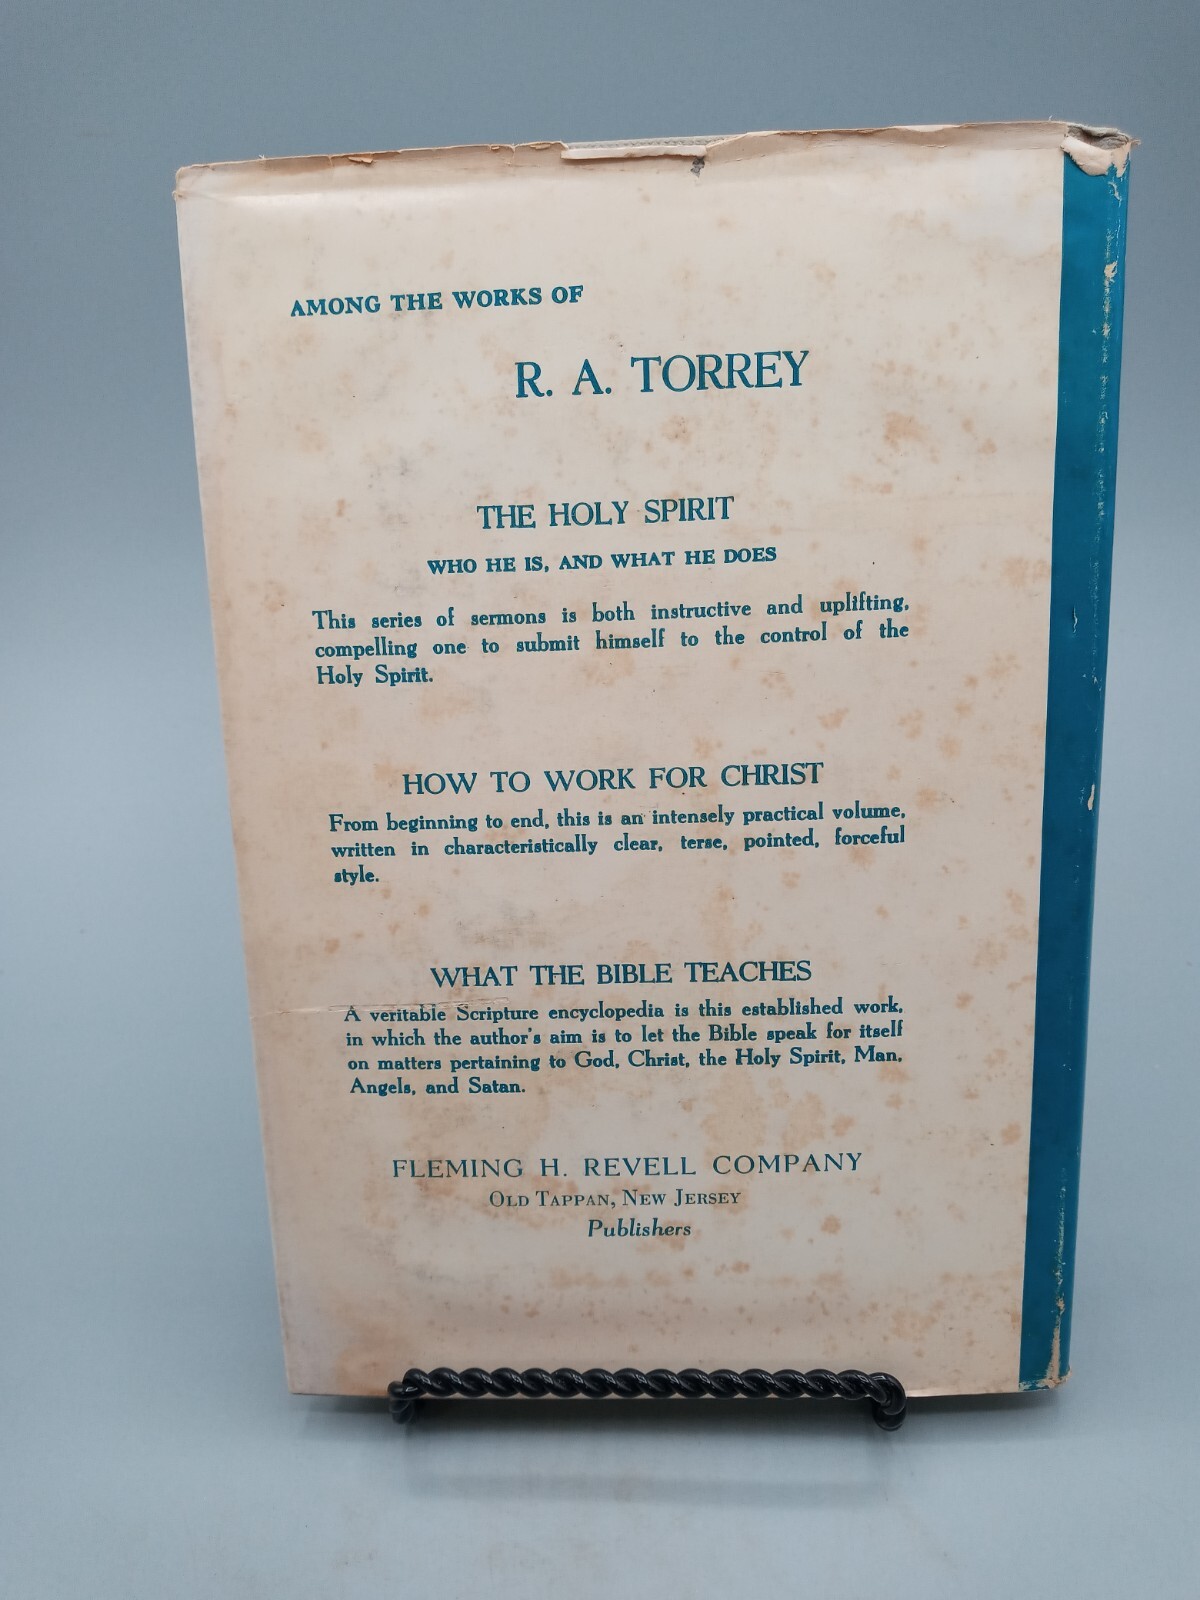 AMONG THE WORKS OF
R. A. TORREY
THE HOLY SPIRIT
WHO HE IS, AND WHAT HE DOES
This series of sermons is both instructive and uplifting,
compelling one to submit himself to the control of the
Holy Spirit.
HOW TO WORK FOR CHRIST
From beginning to end, this is an intensely practical volume,
written in characteristically clear, terse, pointed, forceful
style.
WHAT THE BIBLE TEACHES
A veritable Scripture encyclopedia is this established work,
in which the author's aim is to let the Bible speak for itself
on matters pertaining to God, Christ, the Holy Spirit, Man,
Angels, and Satan.
FLEMING H. REVELL COMPANY
OLD TAPPAN, NEW JERSEY
Publishers